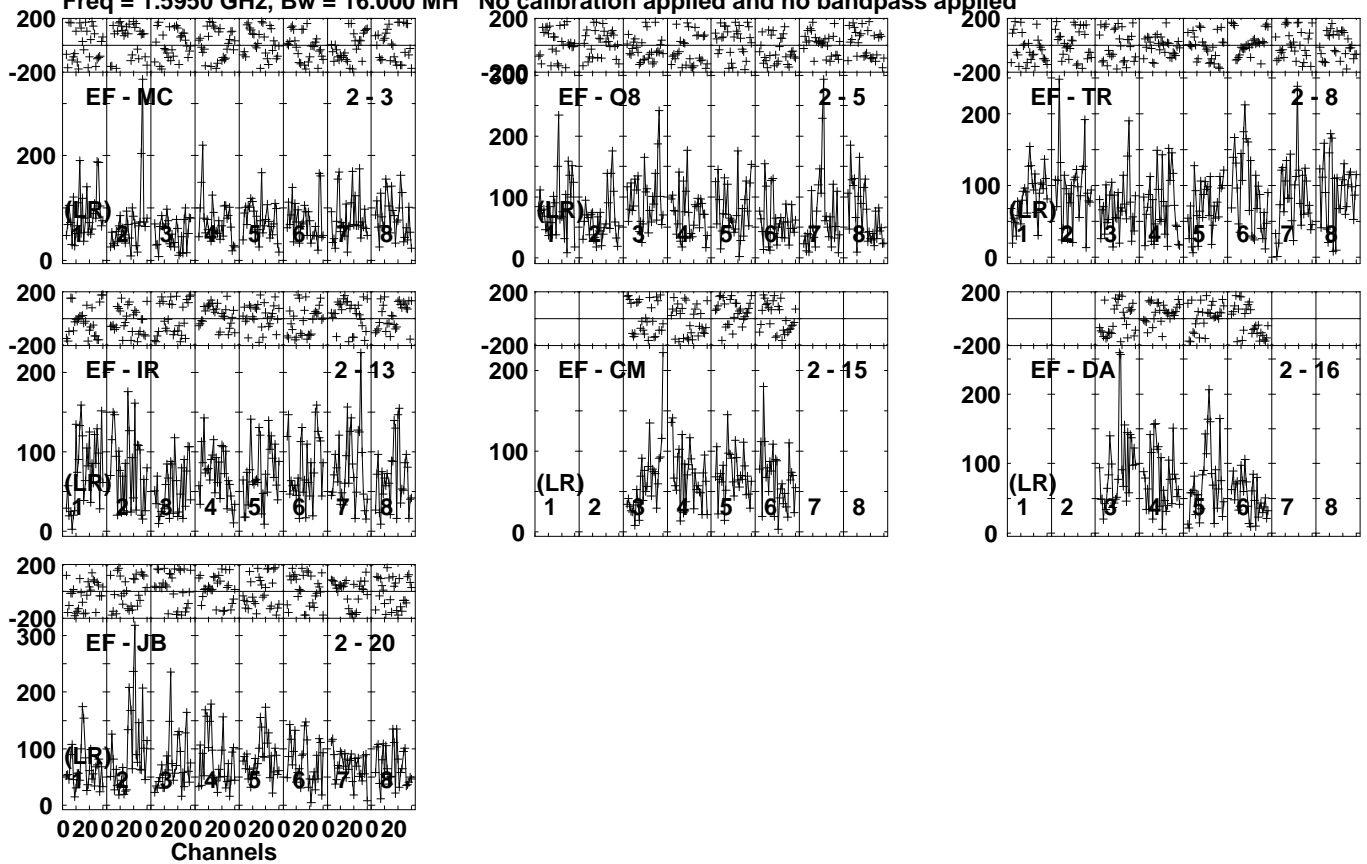 Freq = 1.5950 GHz, Bw = 16.000 MH No calibration applied and no bandpass applied
200
-200
EF - MC 2 - 3
200
0
(LR)
1 2 3 4 5 6 7 8
200
-200
300
EF - O8 2 - 5
200
100
0
(LR)
1 2 3 4 5 6 7 8
200
-200
EF - TR 2 - 8
200
100
0
(LR)
1 2 3 4 5 6 7 8
200
-200
EF - IR 2 - 13
200
100
0
(LR)
1 2 3 4 5 6 7 8
200
-200
EF - CM 2 - 15
200
100
0
(LR)
1 2 3 4 5 6 7 8
200
-200
EF - DA 2 - 16
200
100
0
(LR)
1 2 3 4 5 6 7 8
200
-200
EF - JB 2 - 20
300
200
100
0
(LR)
1 2 3 4 5 6 7 8
0 20 0 20 0 20 0 20 0 20 0 20 0 20 0 20
Channels